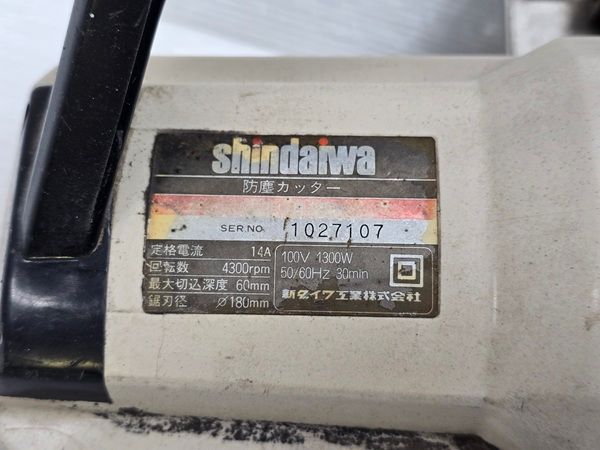 shindaiwa
防塵カッター
SER.NO. 1027107
定格電流 14A
回転数 4300rpm
最大切込深度 60mm
鋸刃径 ø180mm
100V 1300W
50/60Hz 30min
新ダイワ工業株式会社